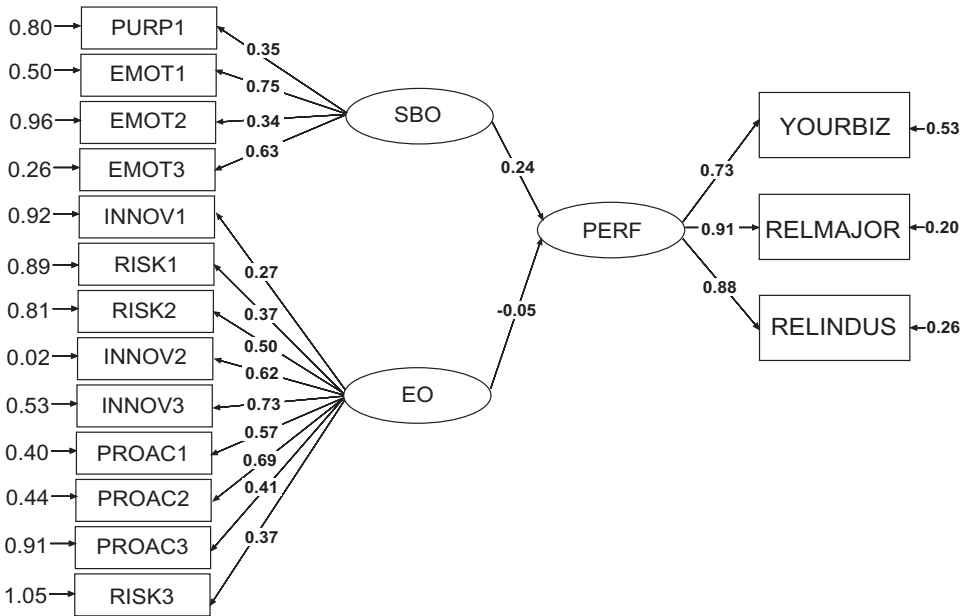 0.80 PURP1
0.35
0.50 EMOT1
0.75
0.96 EMOT2
0.34
0.26 EMOT3
0.63
0.92 INNOV1
0.27
0.89 RISK1
0.37
0.81 RISK2
0.50
0.02 INNOV2
0.62
0.53 INNOV3
0.73
0.40 PROAC1
0.57
0.44 PROAC2
0.69
0.91 PROAC3
0.41
1.05 RISK3
0.37
SBO
EO
0.24
-0.05
PERF
0.73
0.91
0.88
YOURBIZ 0.53
RELMAJOR 0.20
RELINDUS 0.26